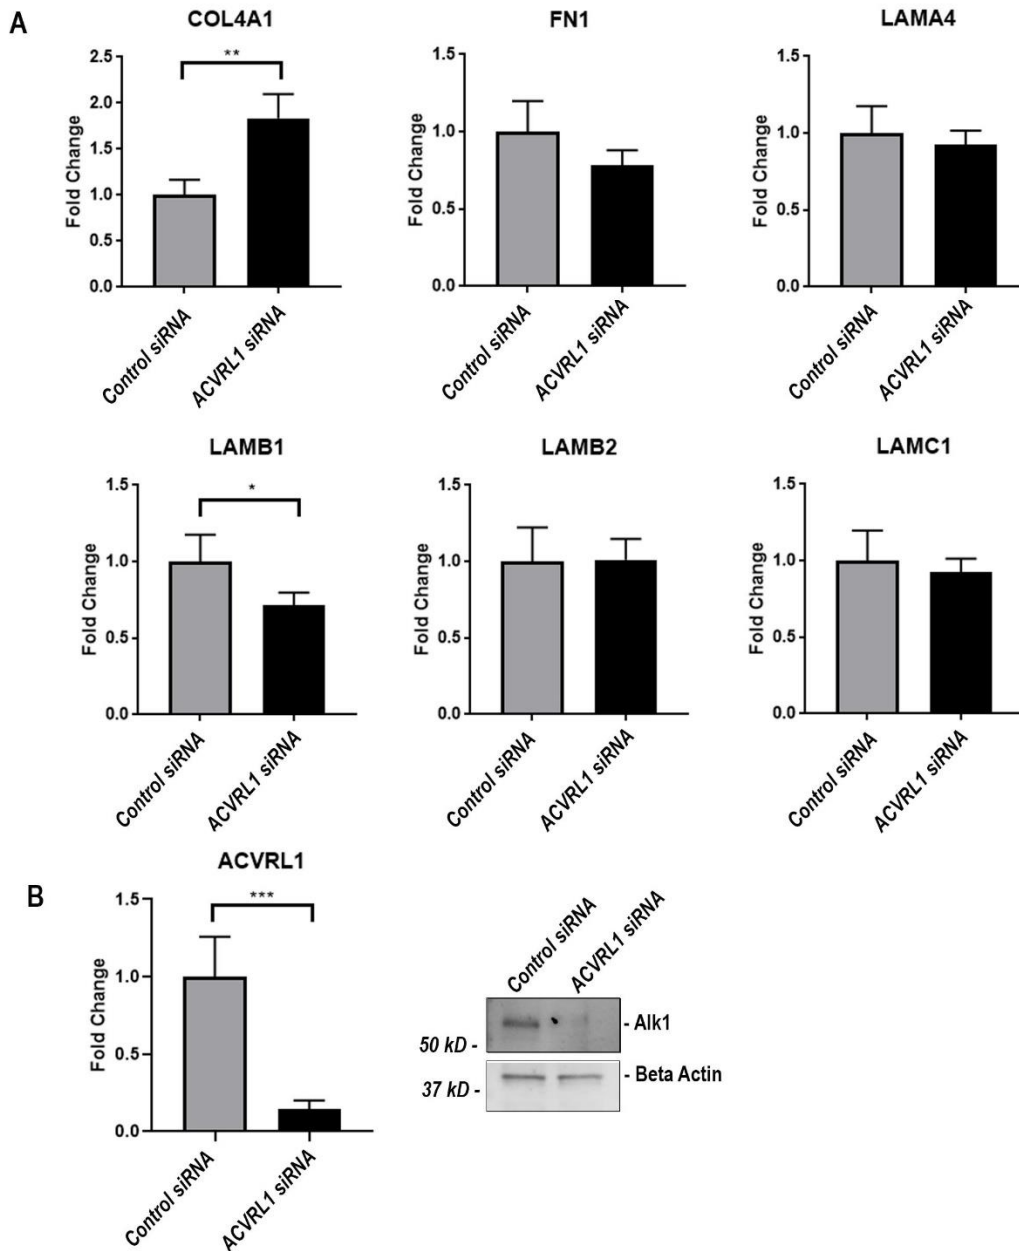 A
COL4A1
Fold Change
2.5
2.0
1.5
1.0
0.5
0.0
**
Control siRNA
ACVRL1 siRNA
FN1
Fold Change
1.5
1.0
0.5
0.0
Control siRNA
ACVRL1 siRNA
LAMA4
Fold Change
1.5
1.0
0.5
0.0
Control siRNA
ACVRL1 siRNA
LAMB1
Fold Change
1.5
1.0
0.5
0.0
*
Control siRNA
ACVRL1 siRNA
LAMB2
Fold Change
1.5
1.0
0.5
0.0
Control siRNA
ACVRL1 siRNA
LAMC1
Fold Change
1.5
1.0
0.5
0.0
Control siRNA
ACVRL1 siRNA
B
ACVRL1
Fold Change
1.5
1.0
0.5
0.0
***
Control siRNA
ACVRL1 siRNA
Control siRNA
ACVRL1 siRNA
- Alk1
50 kD -
- Beta Actin
37 kD -